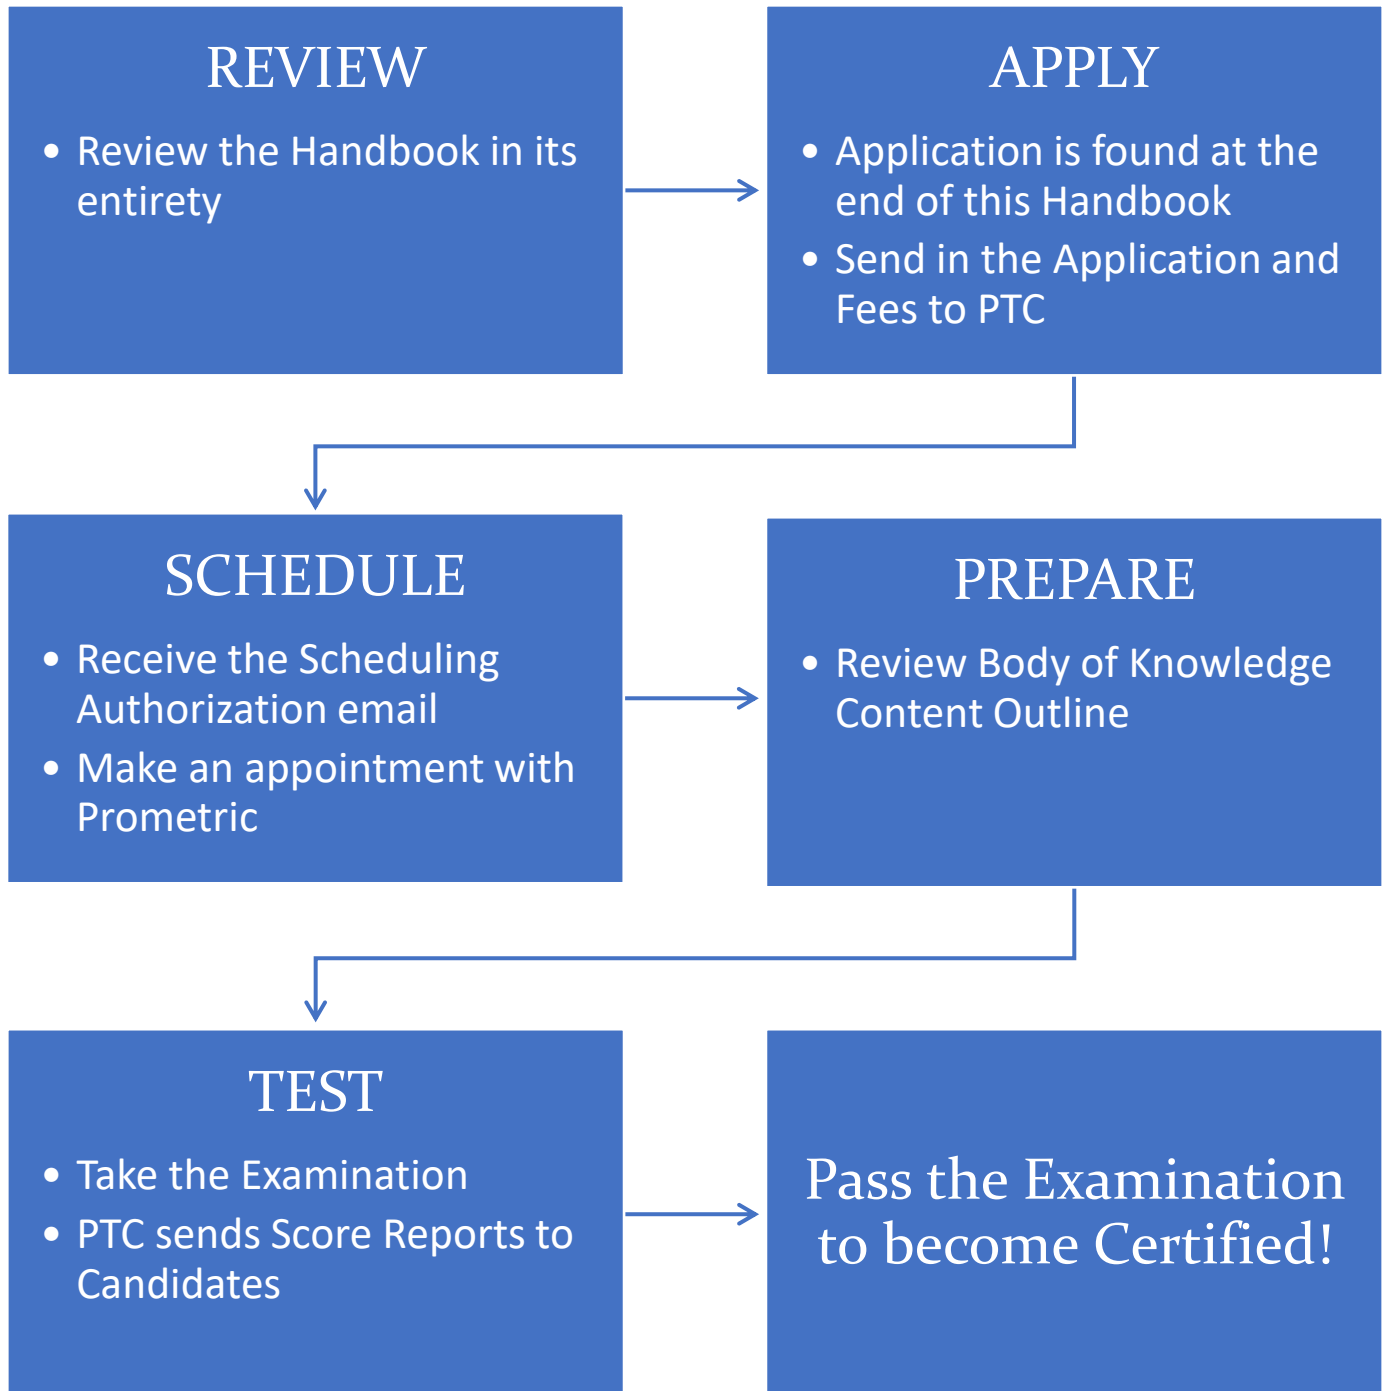 REVIEW
• Review the Handbook in its
entirety
APPLY
• Application is found at the
end of this Handbook
• Send in the Application and
Fees to PTC
SCHEDULE
• Receive the Scheduling
Authorization email
• Make an appointment with
Prometric
PREPARE
• Review Body of Knowledge
Content Outline
TEST
• Take the Examination
• PTC sends Score Reports to
Candidates
Pass the Examination
to become Certified!